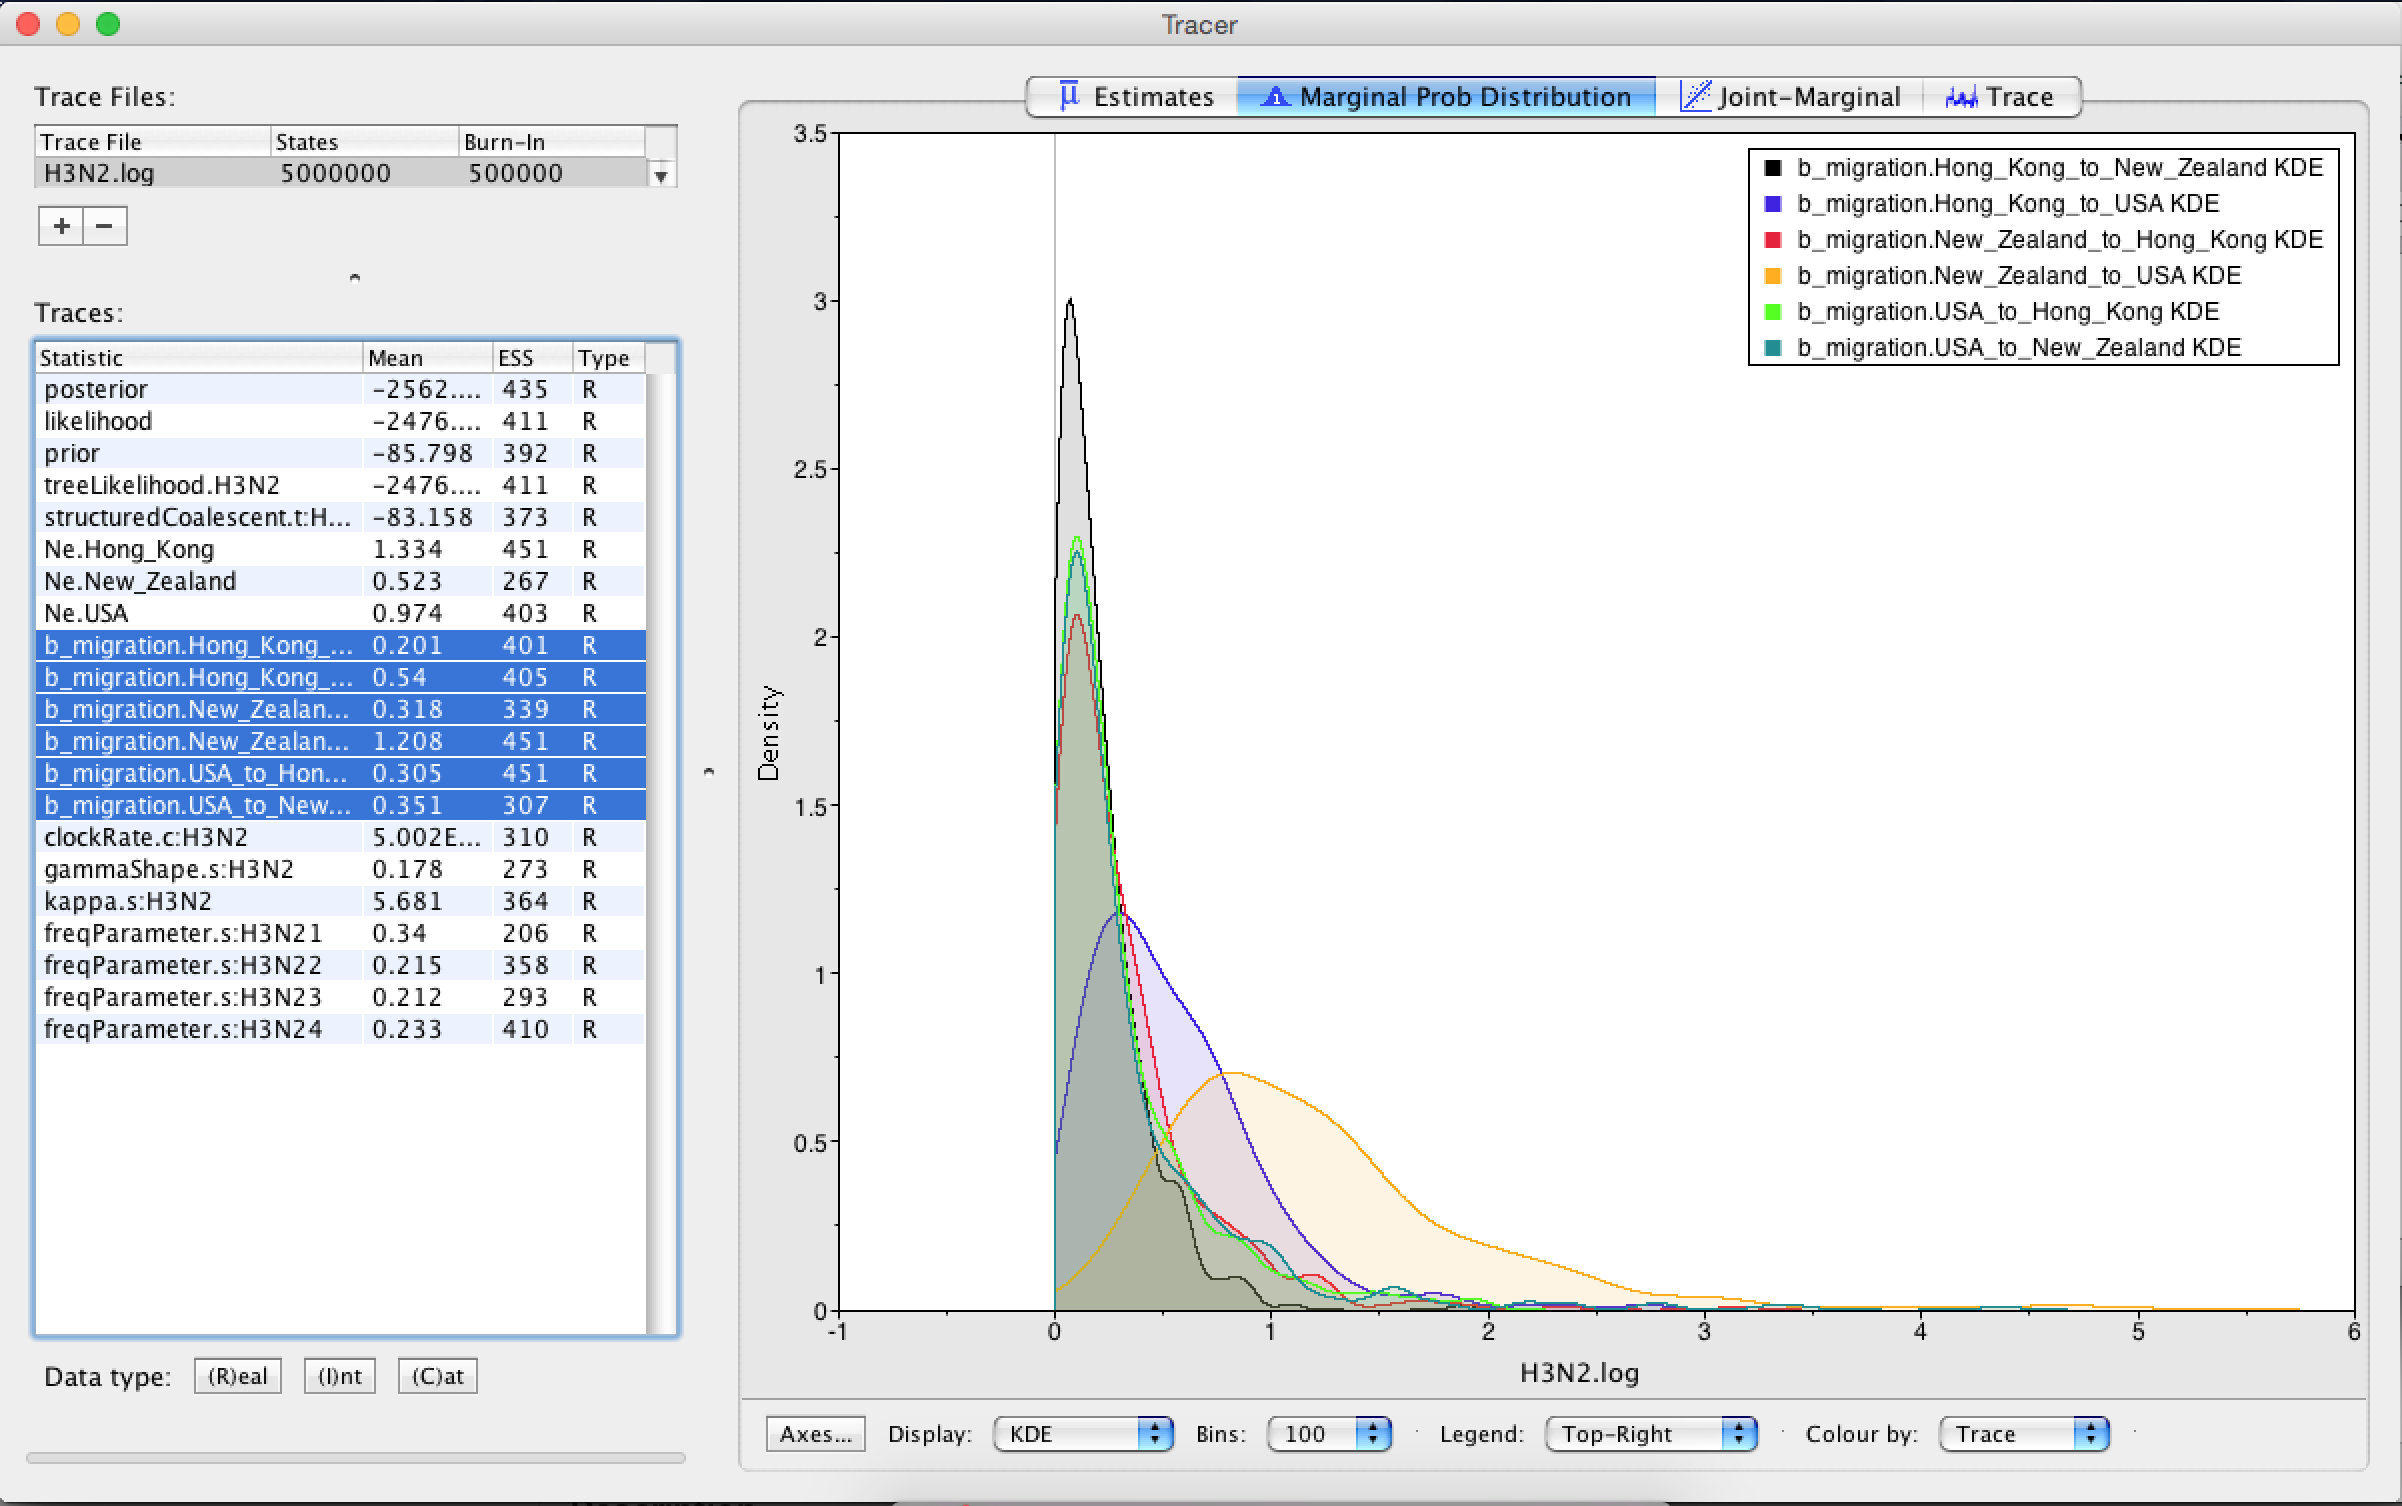 Tracer
Trace Files:
Trace File States Burn-In
H3N2.log 5000000 500000
+ −
Traces:
Statistic Mean ESS Type
posterior -2562.... 435 R
likelihood -2476.... 411 R
prior -85.798 392 R
treeLikelihood.H3N2 -2476.... 411 R
structuredCoalescent.t:H... -83.158 373 R
Ne.Hong_Kong 1.334 451 R
Ne.New_Zealand 0.523 267 R
Ne.USA 0.974 403 R
b_migration.Hong_Kong_... 0.201 401 R
b_migration.Hong_Kong_... 0.54 405 R
b_migration.New_Zealan... 0.318 339 R
b_migration.New_Zealan... 1.208 451 R
b_migration.USA_to_Hon... 0.305 451 R
b_migration.USA_to_New... 0.351 307 R
clockRate.c:H3N2 5.002E... 310 R
gammaShape.s:H3N2 0.178 273 R
kappa.s:H3N2 5.681 364 R
freqParameter.s:H3N21 0.34 206 R
freqParameter.s:H3N22 0.215 358 R
freqParameter.s:H3N23 0.212 293 R
freqParameter.s:H3N24 0.233 410 R
Data type: (R)eal (I)nt (C)at
Estimates Marginal Prob Distribution Joint-Marginal Trace
b_migration.Hong_Kong_to_New_Zealand KDE
b_migration.Hong_Kong_to_USA KDE
b_migration.New_Zealand_to_Hong_Kong KDE
b_migration.New_Zealand_to_USA KDE
b_migration.USA_to_Hong_Kong KDE
b_migration.USA_to_New_Zealand KDE
Density
3.5
3
2.5
2
1.5
1
0.5
0
-1 0 1 2 3 4 5 6
H3N2.log
Axes... Display: KDE Bins: 100 Legend: Top-Right Colour by: Trace